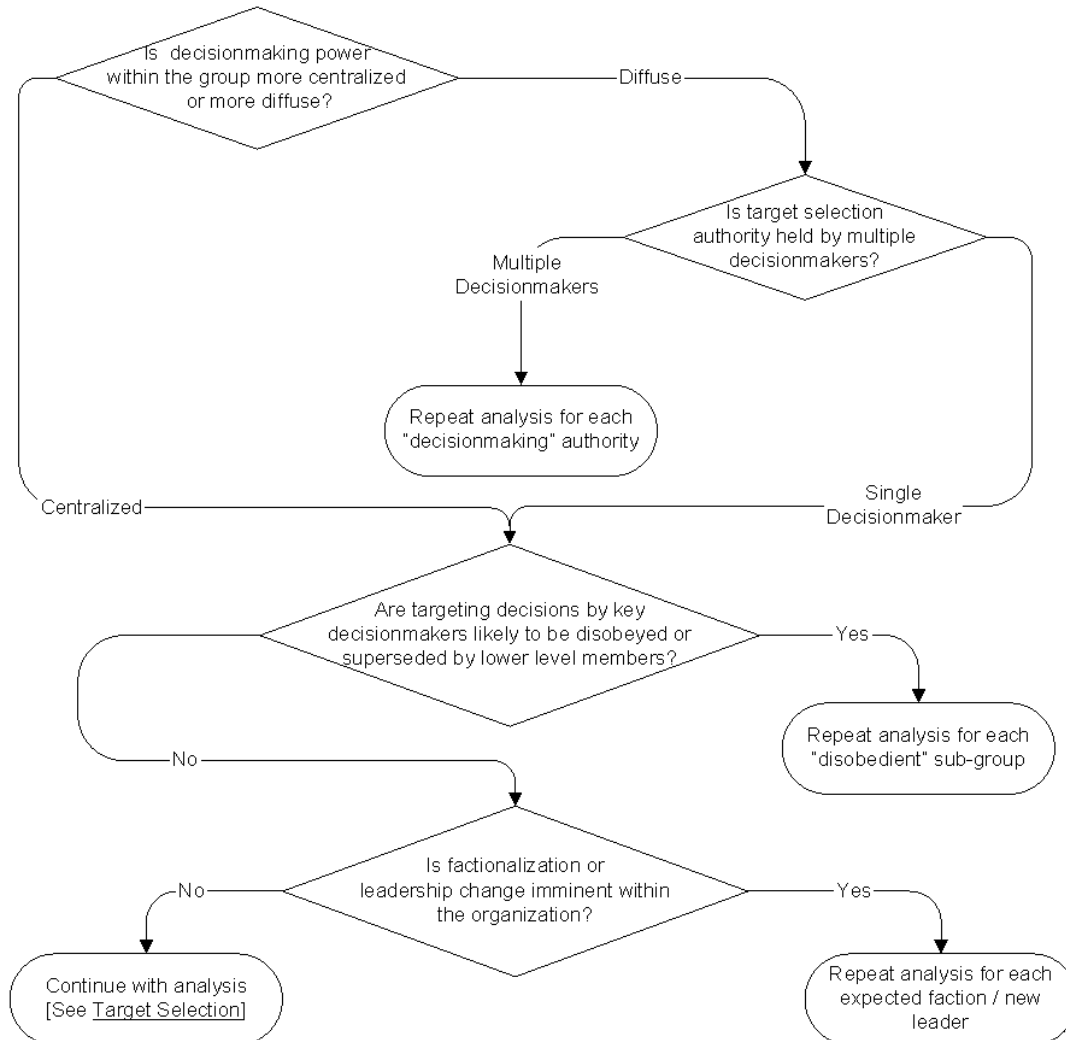 Is decisionmaking power
within the group more centralized
or more diffuse?
Diffuse
Is target selection
authority held by multiple
decisionmakers?
Multiple
Decisionmakers
Repeat analysis for each
"decisionmaking" authority
Centralized
Single
Decisionmaker
Are targeting decisions by key
decisionmakers likely to be disobeyed or
superseded by lower level members?
Yes
Repeat analysis for each
"disobedient" sub-group
No
Is factionalization or
leadership change imminent within
the organization?
No
Yes
Continue with analysis
[See Target Selection]
Repeat analysis for each
expected faction / new
leader